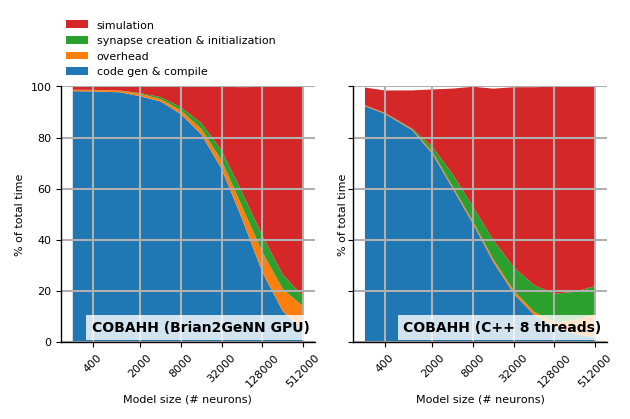 simulation
synapse creation & initialization
overhead
code gen & compile
100
80
60
40
20
0
% of total time
COBAHH (Brian2GeNN GPU)
400
2000
8000
32000
128000
512000
Model size (# neurons)
% of total time
COBAHH (C++ 8 threads)
400
2000
8000
32000
128000
512000
Model size (# neurons)